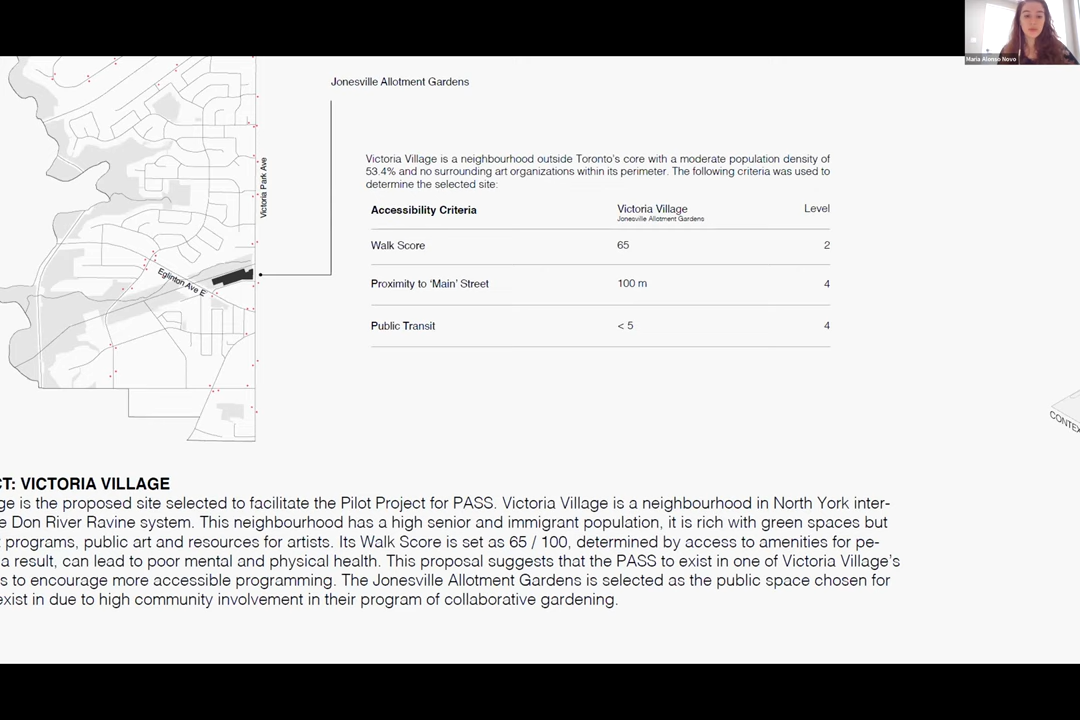 Maria Alonso Novo
Jonesville Allotment Gardens
Victoria Park Ave
Eglinton Ave E
Victoria Village is a neighbourhood outside Toronto's core with a moderate population density of
53.4% and no surrounding art organizations within its perimeter. The following criteria was used to
determine the selected site:
Accessibility Criteria Victoria Village Level
Jonesville Allotment Gardens
Walk Score 65 2
Proximity to 'Main' Street 100 m 4
Public Transit < 5 4
CONTEX
CT: VICTORIA VILLAGE
ge is the proposed site selected to facilitate the Pilot Project for PASS. Victoria Village is a neighbourhood in North York inter-
e Don River Ravine system. This neighbourhood has a high senior and immigrant population, it is rich with green spaces but
t programs, public art and resources for artists. Its Walk Score is set as 65 / 100, determined by access to amenities for pe-
a result, can lead to poor mental and physical health. This proposal suggests that the PASS to exist in one of Victoria Village's
s to encourage more accessible programming. The Jonesville Allotment Gardens is selected as the public space chosen for
exist in due to high community involvement in their program of collaborative gardening.